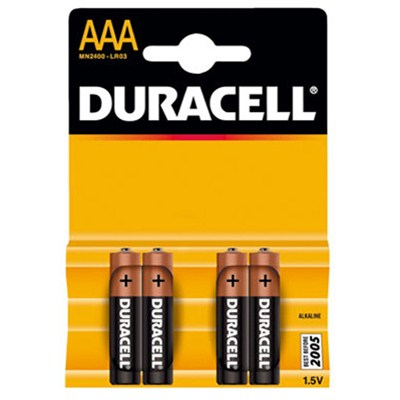 AAA
MN2400 - LR03
DURACELL
+ + + +
DURACELL DURACELL DURACELL DURACELL
ALKALINE
BEST BEFORE 2005
1.5V